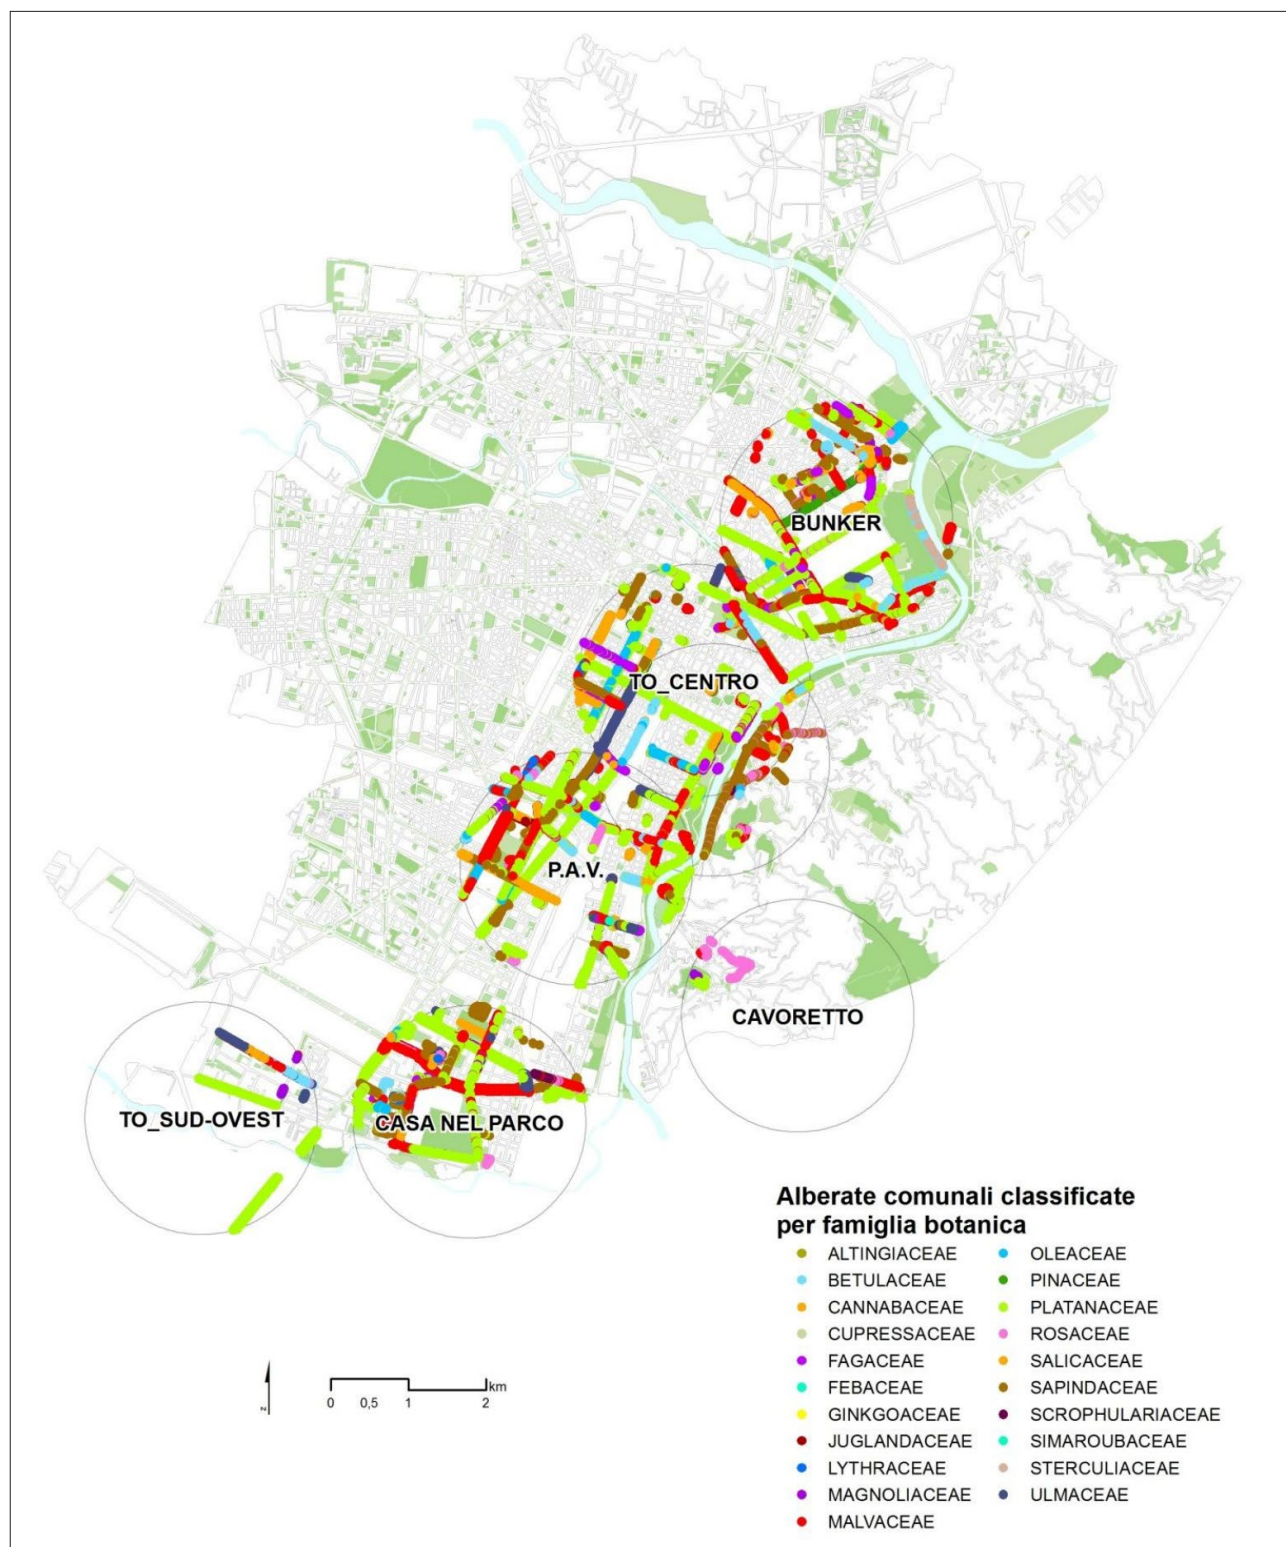 BUNKER
TO_CENTRO
P.A.V.
CAVORETTO
TO_SUD-OVEST
CASA NEL PARCO
Alberate comunali classificate
per famiglia botanica
ALTINGIACEAE
BETULACEAE
CANNABACEAE
CUPRESSACEAE
FAGACEAE
FEBACEAE
GINKGOACEAE
JUGLANDACEAE
LYTHRACEAE
MAGNOLIACEAE
MALVACEAE
OLEACEAE
PINACEAE
PLATANACEAE
ROSACEAE
SALICACEAE
SAPINDACEAE
SCROPHULARIACEAE
SIMAROUBACEAE
STERCULIACEAE
ULMACEAE
z
km
0 0,5 1 2